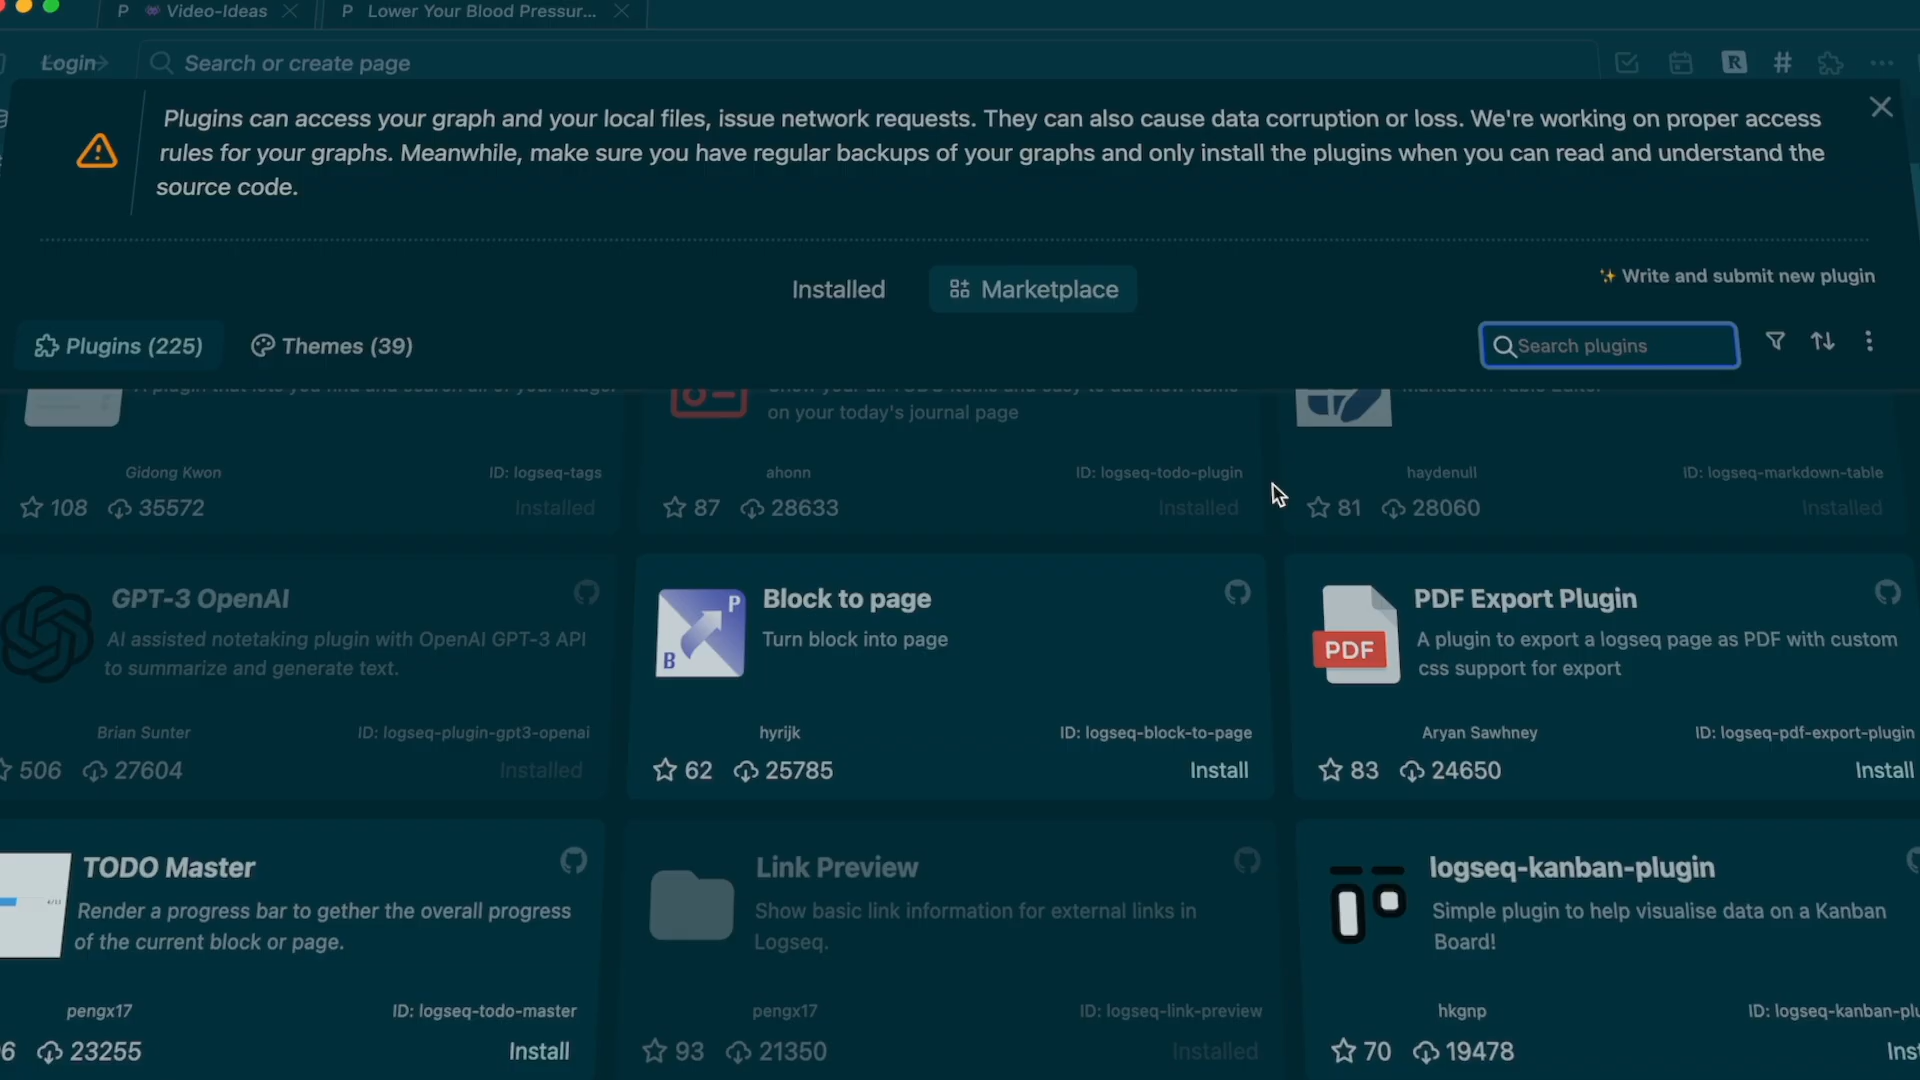 P Video-Ideas
P Lower Your Blood Pressur...
Login
Search or create page
R
#
Plugins can access your graph and your local files, issue network requests. They can also cause data corruption or loss. We're working on proper access
rules for your graphs. Meanwhile, make sure you have regular backups of your graphs and only install the plugins when you can read and understand the
source code.
Installed
Marketplace
Write and submit new plugin
Plugins (225)
Themes (39)
Search plugins
on your today's journal page
Gidong Kwon
ID: logseq-tags
108
35572
Installed
ahonn
ID: logseq-todo-plugin
87
28633
Installed
haydenull
ID: logseq-markdown-table
81
28060
Installed
GPT-3 OpenAI
AI assisted notetaking plugin with OpenAI GPT-3 API
to summarize and generate text.
Brian Sunter
ID: logseq-plugin-gpt3-openai
506
27604
Installed
P
B
Block to page
Turn block into page
hyrijk
ID: logseq-block-to-page
62
25785
Install
PDF
PDF Export Plugin
A plugin to export a logseq page as PDF with custom
css support for export
Aryan Sawhney
ID: logseq-pdf-export-plugin
83
24650
Install
TODO Master
Render a progress bar to gether the overall progress
of the current block or page.
pengx17
ID: logseq-todo-master
23255
Install
Link Preview
Show basic link information for external links in
Logseq.
pengx17
ID: logseq-link-preview
93
21350
Installed
logseq-kanban-plugin
Simple plugin to help visualise data on a Kanban
Board!
hkgnp
ID: logseq-kanban-plu
70
19478
Inst